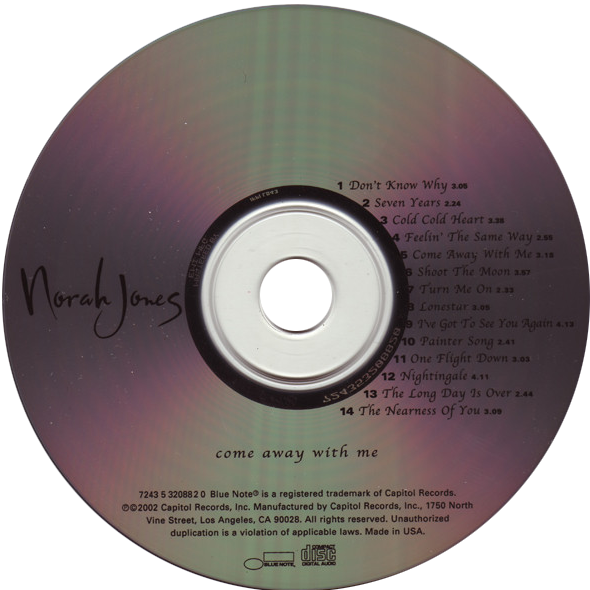 Norah Jones
1 Don't Know Why 3.05
2 Seven Years 2.24
3 Cold Cold Heart 3.38
4 Feelin' The Same Way 2.55
5 Come Away With Me 3.18
6 Shoot The Moon 3.57
7 Turn Me On 2.33
8 Lonestar 3.05
9 I've Got To See You Again 4.13
10 Painter Song 2.41
11 One Flight Down 3.03
12 Nightingale 4.11
13 The Long Day Is Over 2.44
14 The Nearness Of You 3.09
724353208820
come away with me
7243 5 32088 2 0 Blue Note® is a registered trademark of Capitol Records.
℗©2002 Capitol Records, Inc. Manufactured by Capitol Records, Inc., 1750 North
Vine Street, Los Angeles, CA 90028. All rights reserved. Unauthorized
duplication is a violation of applicable laws. Made in USA.
BLUE NOTE
COMPACT
disc
DIGITAL AUDIO